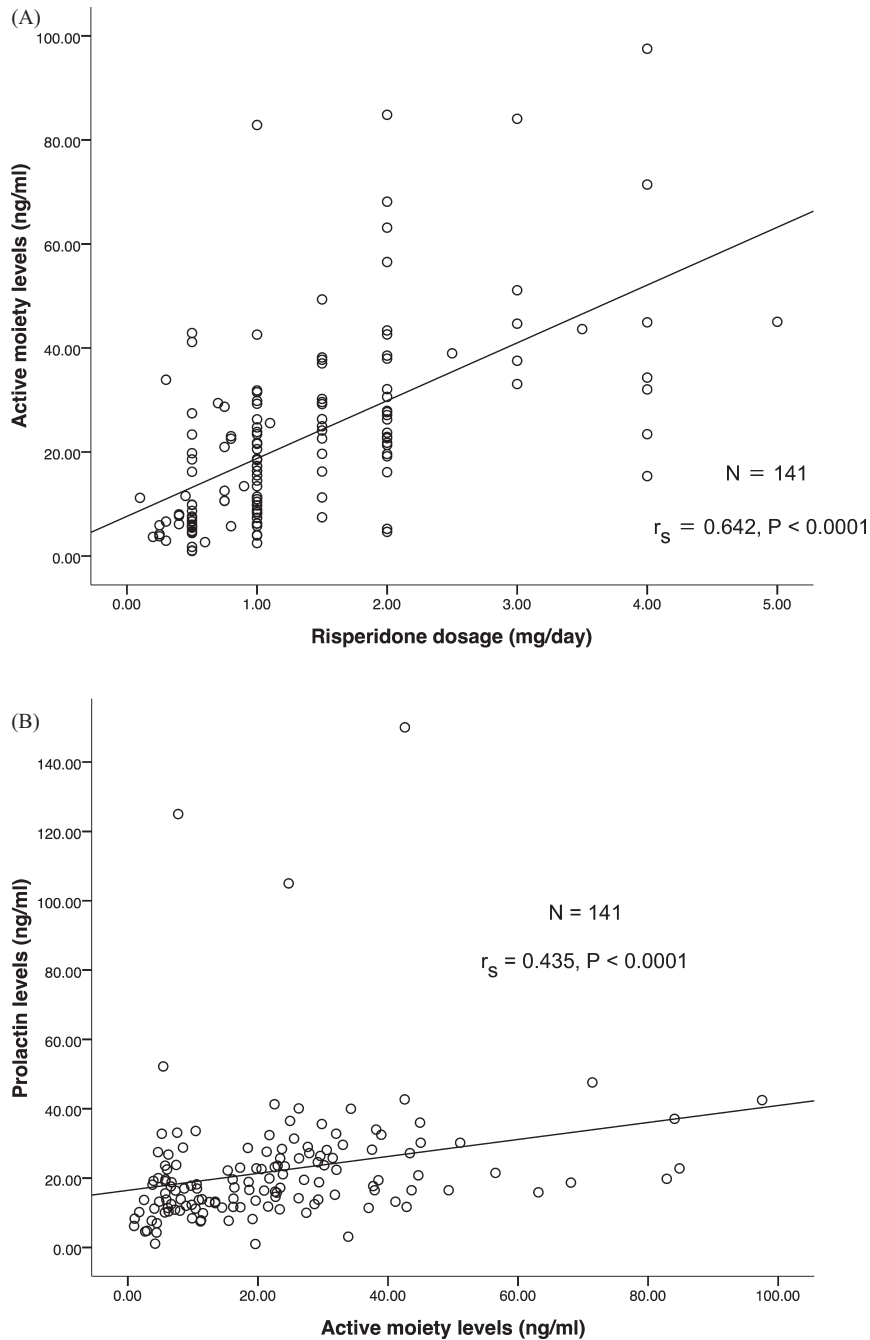 (A)
100.00
80.00
60.00
40.00
20.00
0.00
Active moiety levels (ng/ml)
N = 141
rs = 0.642, P < 0.0001
0.00 1.00 2.00 3.00 4.00 5.00
Risperidone dosage (mg/day)
(B)
140.00
120.00
100.00
80.00
60.00
40.00
20.00
0.00
Prolactin levels (ng/ml)
N = 141
rs = 0.435, P < 0.0001
0.00 20.00 40.00 60.00 80.00 100.00
Active moiety levels (ng/ml)